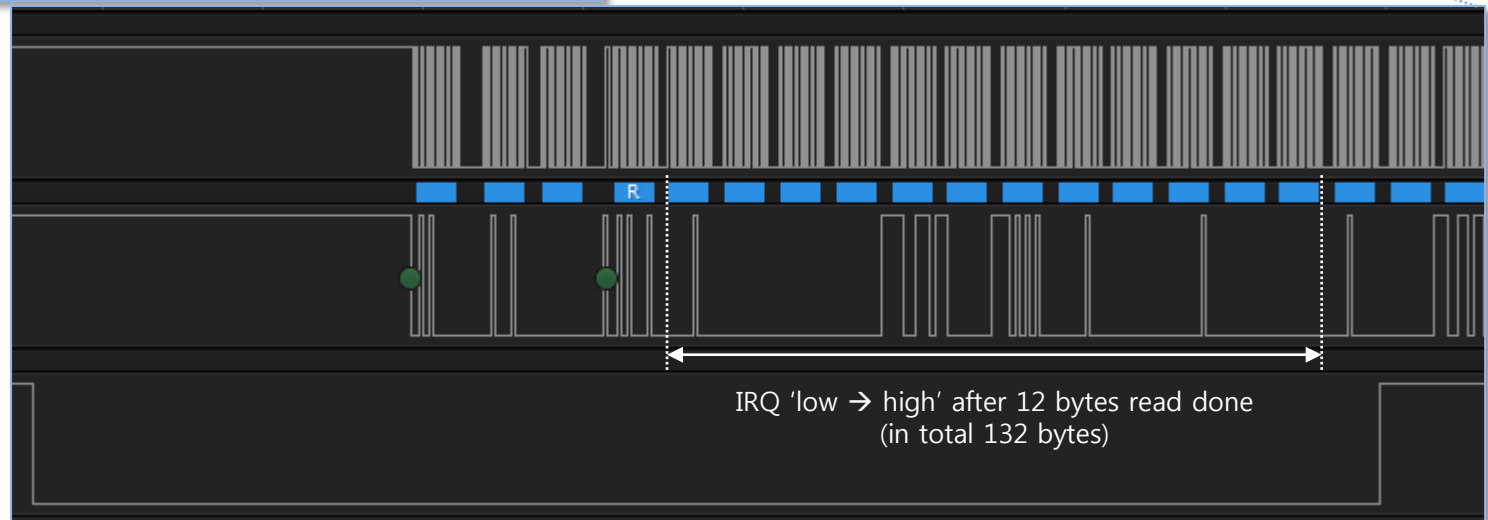 R
IRQ ‘low → high’ after 12 bytes read done
(in total 132 bytes)